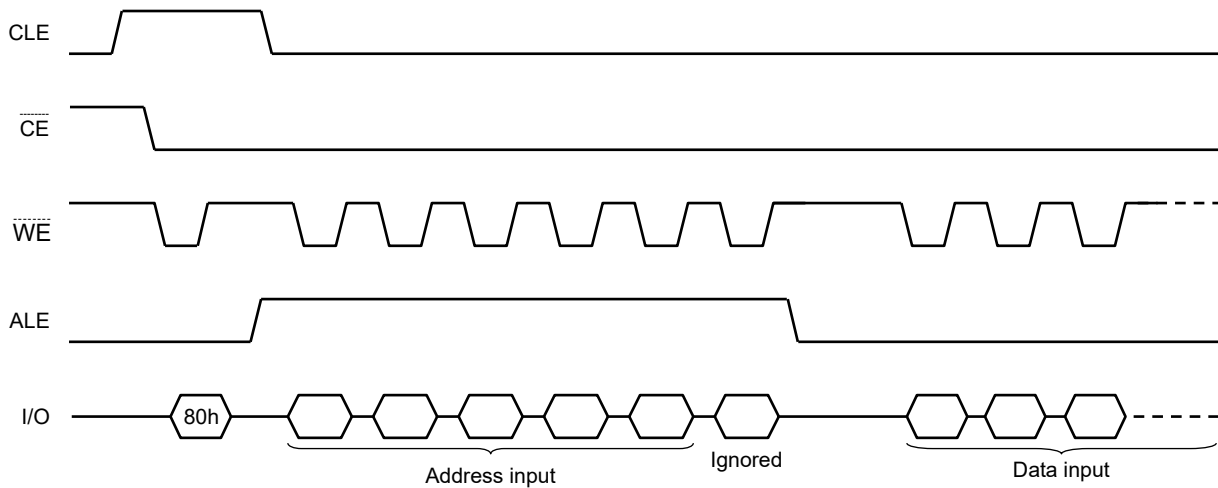 CLE
CE
WE
ALE
I/O
80h
Address input
Ignored
Data input